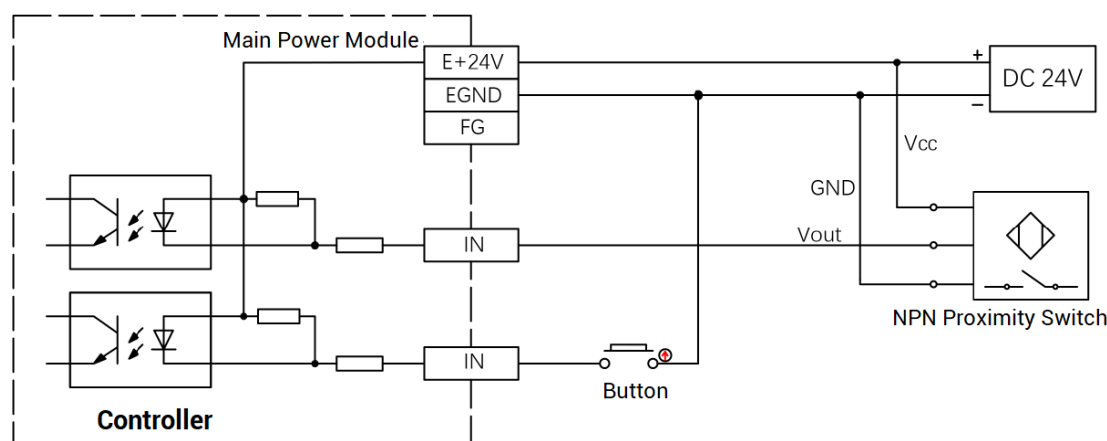 Main Power Module
E+24V
+
DC 24V
EGND
−
FG
Vcc
GND
IN
Vout
NPN Proximity Switch
IN
Button
Controller